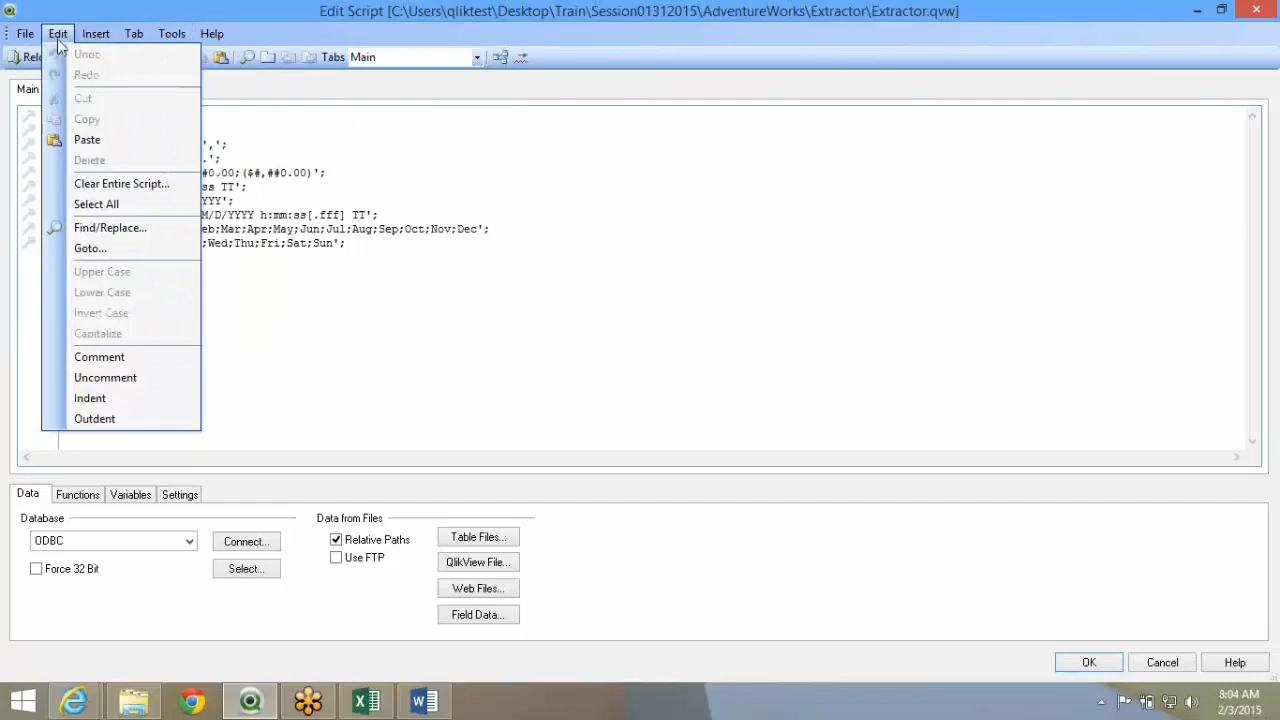 Edit Script [C:\Users\qliktest\Desktop\Train\Session01312015\AdventureWorks\Extractor\Extractor.qvw]
File Edit Insert Tab Tools Help
Tabs Main
Main
Undo
Redo
Cut
Copy
Paste
Delete
Clear Entire Script...
Select All
Find/Replace...
Goto...
Upper Case
Lower Case
Invert Case
Capitalize
Comment
Uncomment
Indent
Outdent
',';
.';
#0.00;($#,##0.00)';
ss TT';
YYY';
M/D/YYYY h:mm:ss[.fff] TT';
eb;Mar;Apr;May;Jun;Jul;Aug;Sep;Oct;Nov;Dec';
;Wed;Thu;Fri;Sat;Sun';
Data Functions Variables Settings
Database
ODBC
Connect...
Force 32 Bit
Select...
Data from Files
Relative Paths
Use FTP
Table Files...
QlikView File...
Web Files...
Field Data...
OK Cancel Help
8:04 AM
2/3/2015